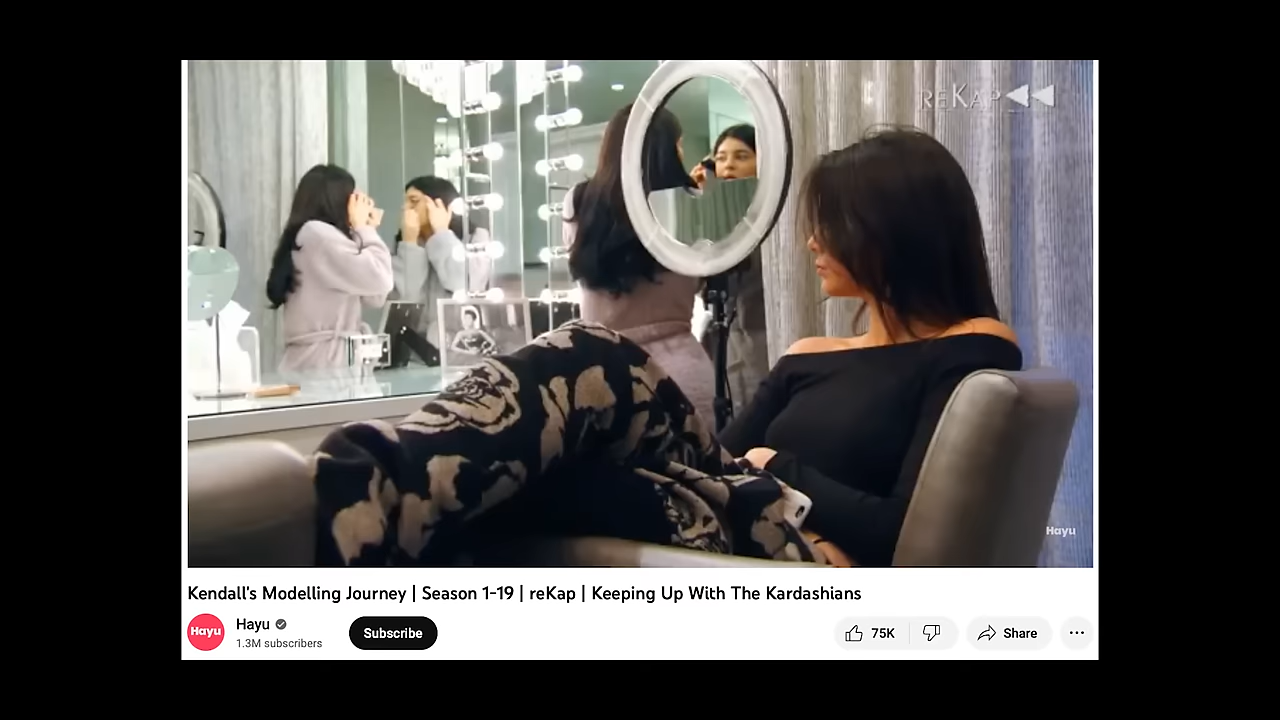 reKap
Hayu
Kendall's Modelling Journey | Season 1-19 | reKap | Keeping Up With The Kardashians
Hayu
Hayu
1.3M subscribers
Subscribe
75K
Share